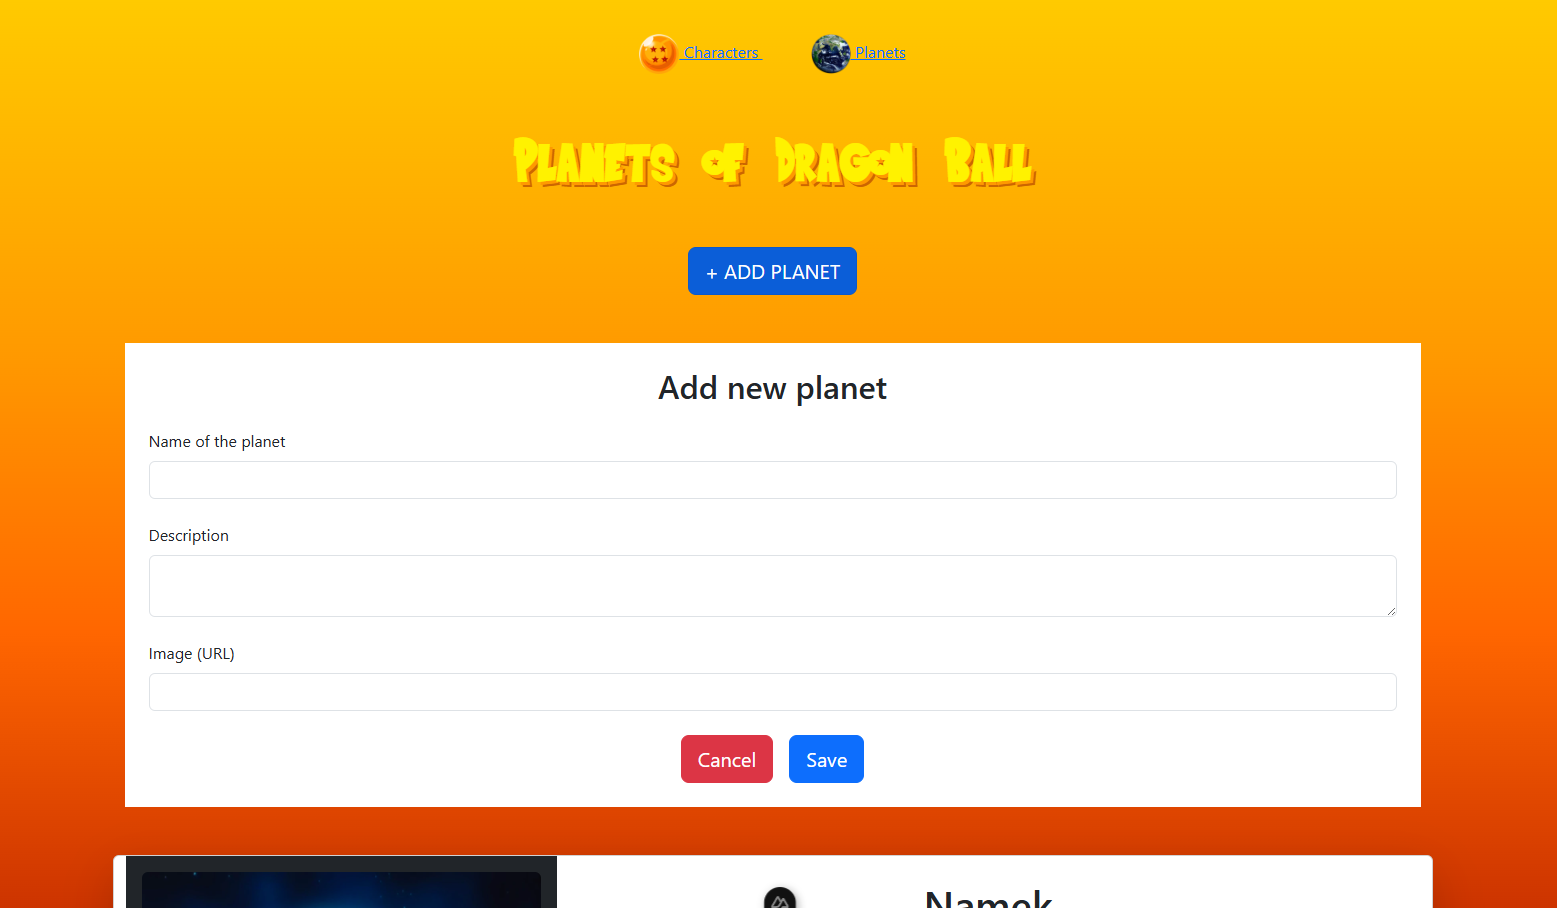 Characters Planets
Planets of Dragon Ball
+ ADD PLANET
Add new planet
Name of the planet
Description
Image (URL)
Cancel Save
Namek